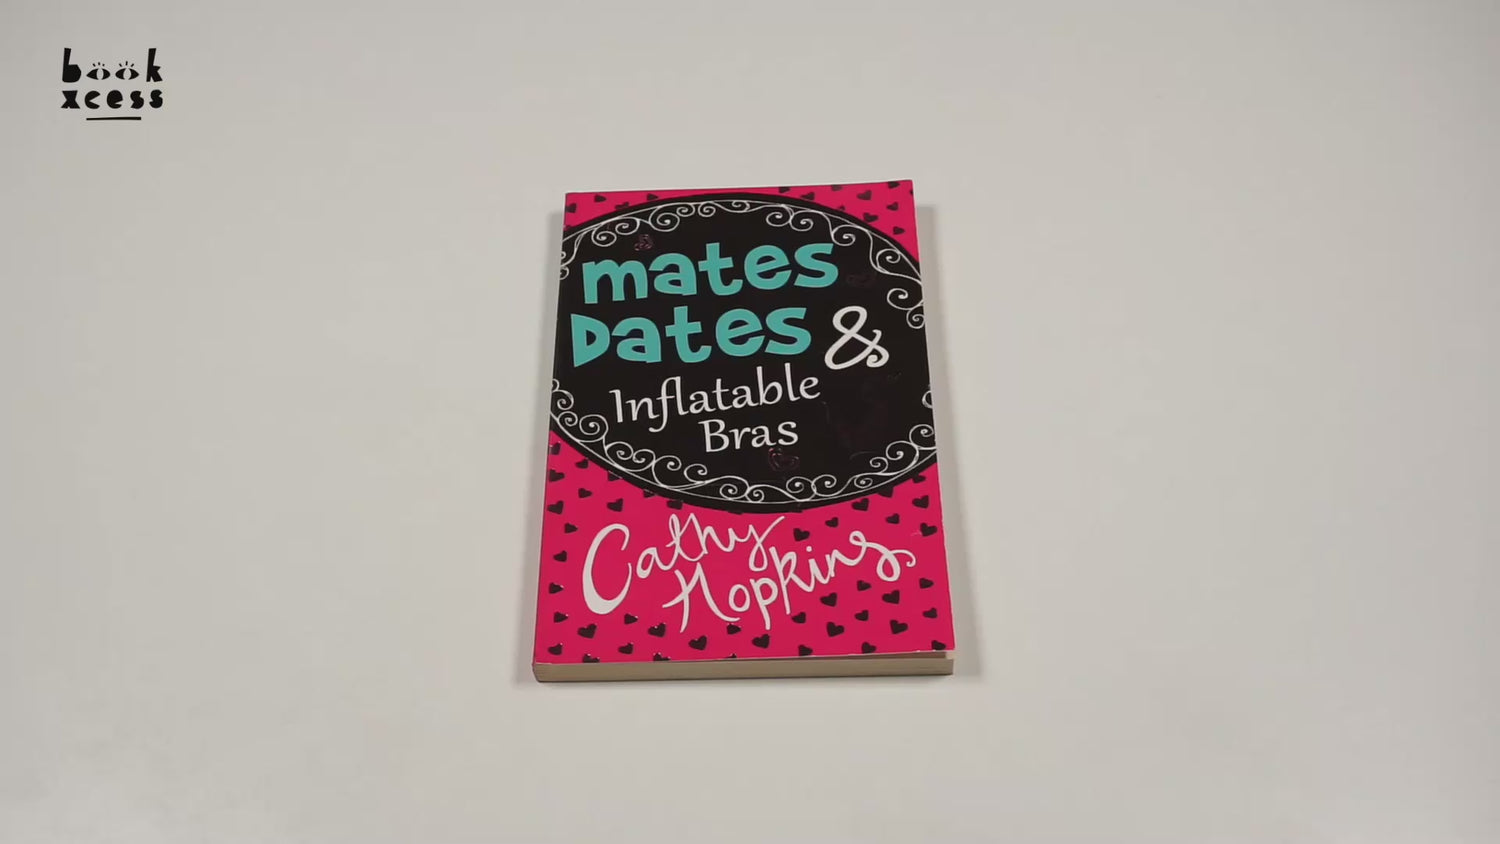 book
xcess
mates
Dates &
Inflatable
Bras
Cathy
Hopkins